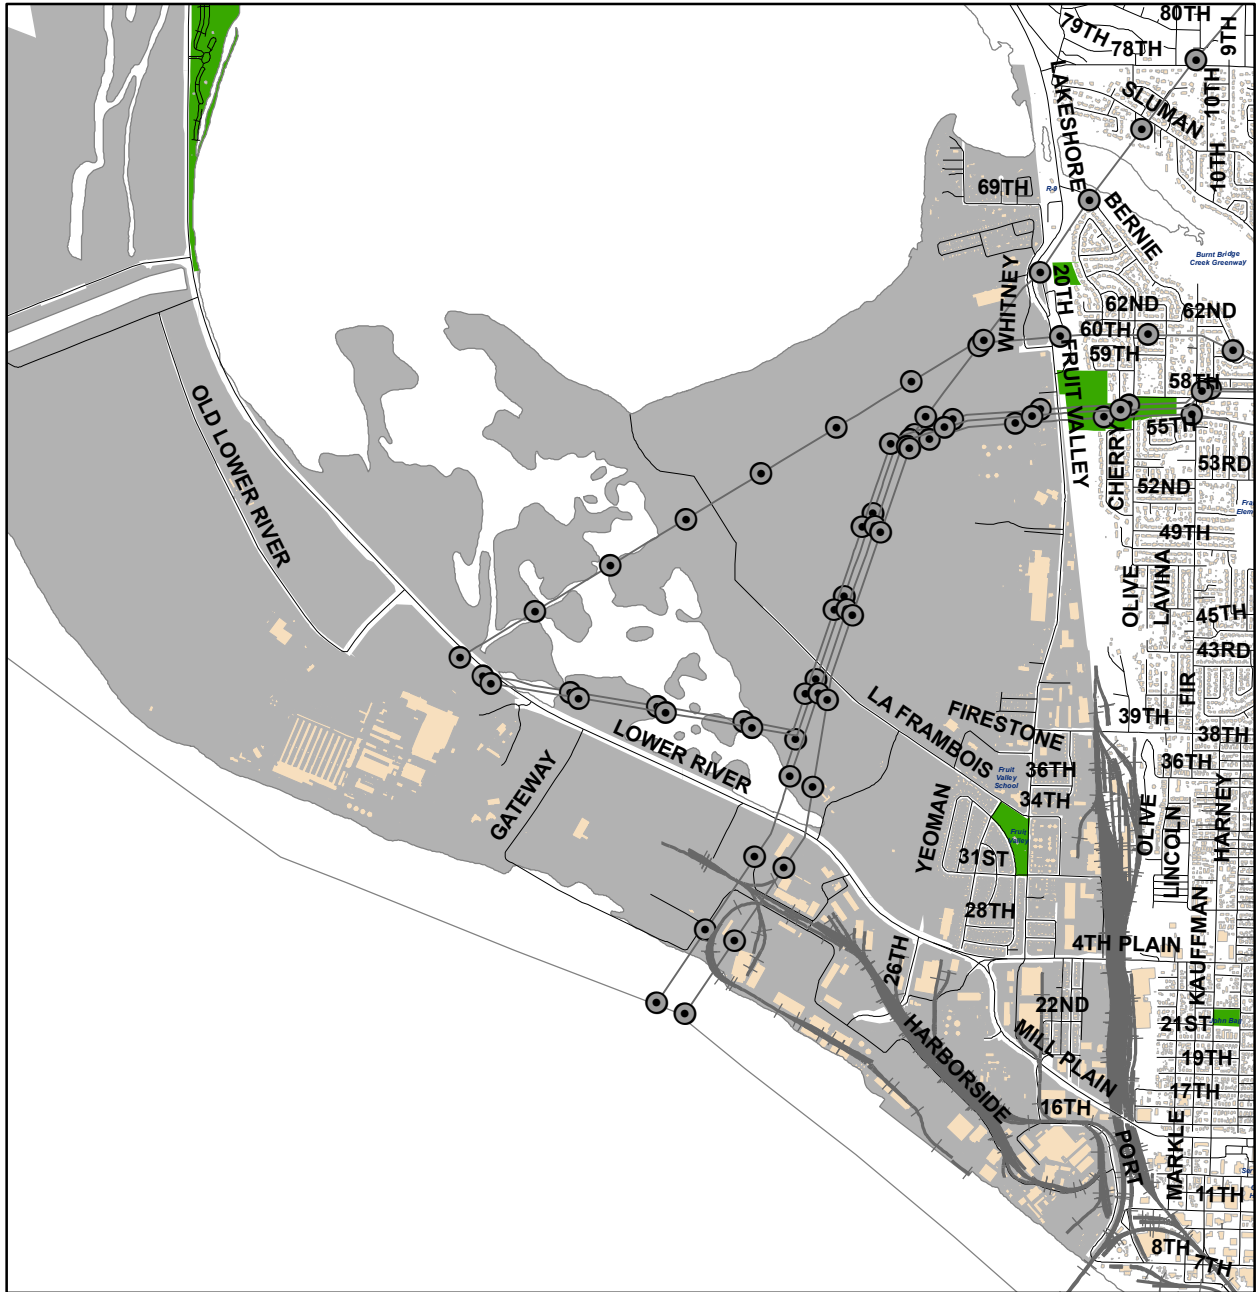 80TH
79TH
78TH
9TH
10TH
LAKESHORE
SLUMAN
10TH
69TH
BERNIE
Burnt Bridge
Creek Greenway
WHITNEY
20TH
62ND
62ND
60TH
59TH
FRUIT VALLEY
58TH
55TH
CHERRY
53RD
52ND
49TH
OLD LOWER RIVER
OLIVE
LAVINA
45TH
43RD
FIR
LA FRAMBOIS
FIRESTONE
39TH
38TH
LOWER RIVER
36TH
36TH
Fruit
Valley
School
34TH
GATEWAY
YEOMAN
OLIVE
LINCOLN
HARNEY
Fruit
Valley
31ST
28TH
4TH PLAIN
KAUFFMAN
26TH
22ND
21ST
HARBORSIDE
MILL PLAIN
19TH
17TH
16TH
PORT
MARKLE
11TH
8TH
7TH